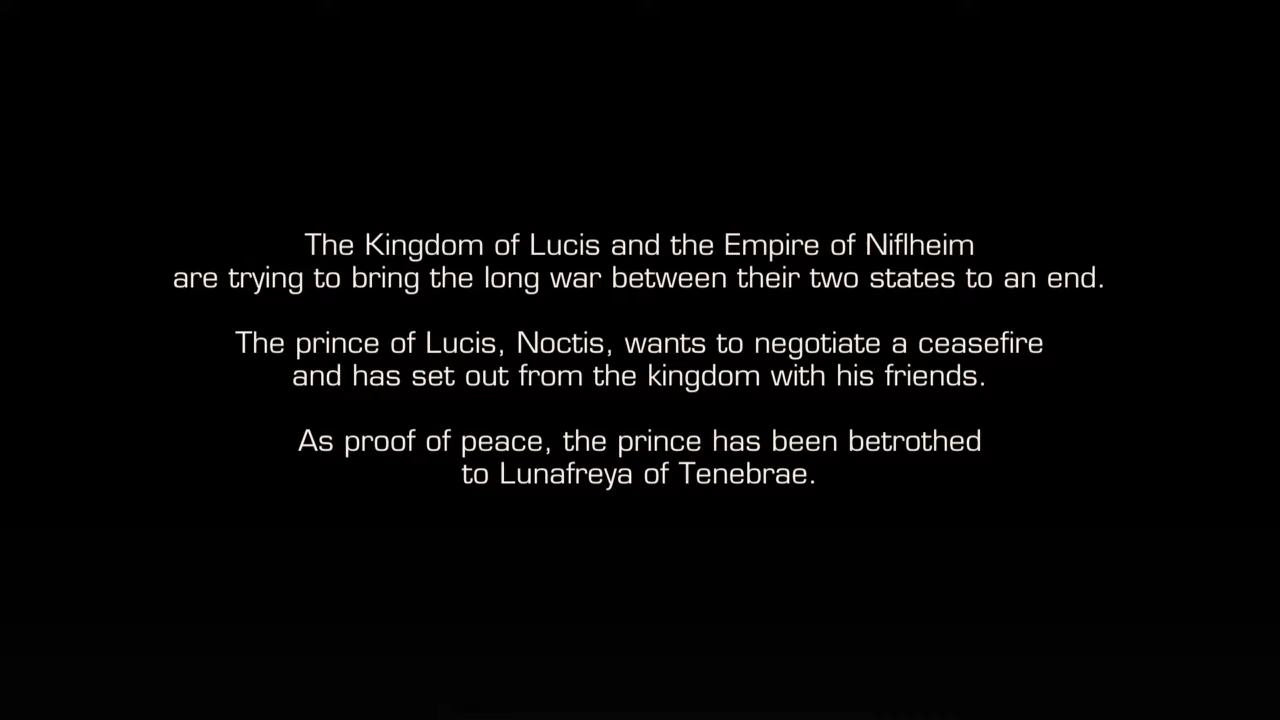 The Kingdom of Lucis and the Empire of Niflheim
are trying to bring the long war between their two states to an end.
The prince of Lucis, Noctis, wants to negotiate a ceasefire
and has set out from the kingdom with his friends.
As proof of peace, the prince has been betrothed
to Lunafreya of Tenebrae.